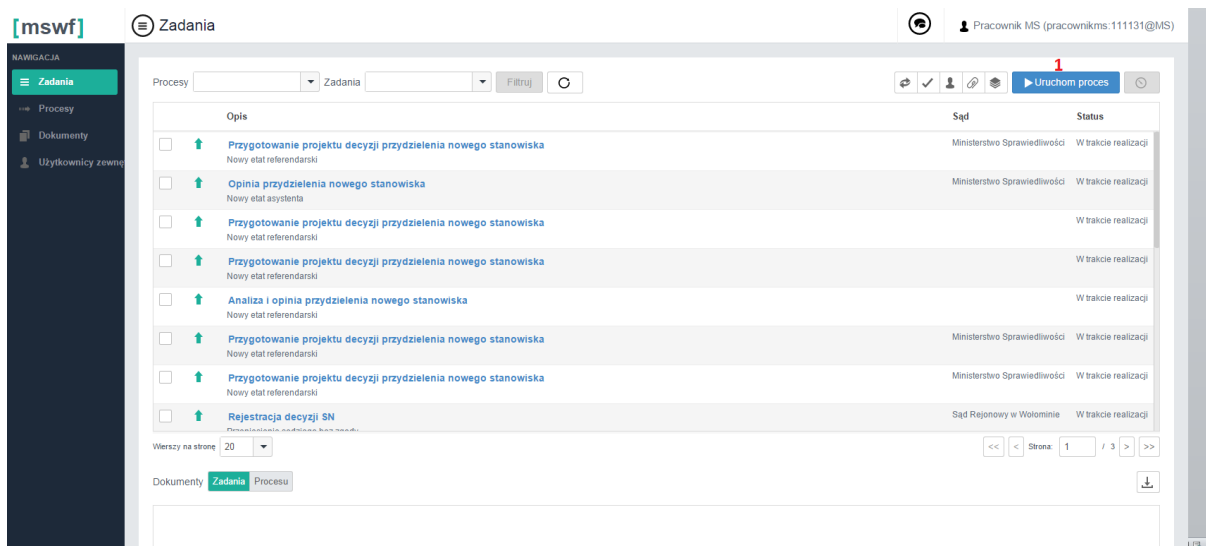 [mswf]
Zadania
Pracownik MS (pracownikms:111131@MS)
NAWIGACJA
Zadania
Procesy
Dokumenty
Użytkownicy zewnę
1
Procesy Zadania Filtruj Uruchom proces
Opis Sąd Status
Przygotowanie projektu decyzji przydzielenia nowego stanowiska Ministerstwo Sprawiedliwości W trakcie realizacji
Nowy etat referendarski
Opinia przydzielenia nowego stanowiska Ministerstwo Sprawiedliwości W trakcie realizacji
Nowy etat asystenta
Przygotowanie projektu decyzji przydzielenia nowego stanowiska W trakcie realizacji
Nowy etat referendarski
Przygotowanie projektu decyzji przydzielenia nowego stanowiska W trakcie realizacji
Nowy etat referendarski
Analiza i opinia przydzielenia nowego stanowiska W trakcie realizacji
Nowy etat referendarski
Przygotowanie projektu decyzji przydzielenia nowego stanowiska Ministerstwo Sprawiedliwości W trakcie realizacji
Nowy etat referendarski
Przygotowanie projektu decyzji przydzielenia nowego stanowiska Ministerstwo Sprawiedliwości W trakcie realizacji
Nowy etat referendarski
Rejestracja decyzji SN Sąd Rejonowy w Wołominie W trakcie realizacji
Przeniesienie sędziego bez zgody
Wierszy na stronę 20 << < Strona: 1 / 3 > >>
Dokumenty Zadania Procesu